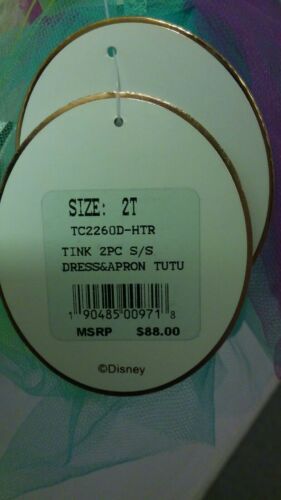 SIZE: 2T
TC2260D-HTR
TINK 2PC S/S
DRESS&APRON TUTU
1 90485 00971 8
MSRP $88.00
©Disney